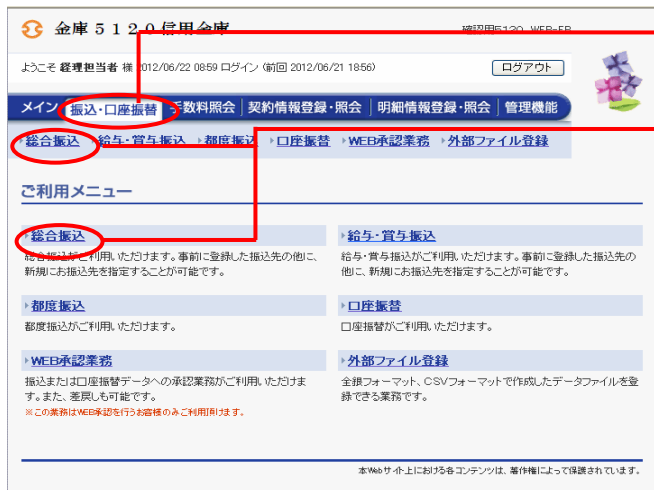 金庫５１２０信用金庫
確認用5120 WEB-FB
ようこそ 経理担当者 様 2012/06/22 08:59 ログイン (前回 2012/06/21 18:56)
ログアウト
メイン 振込・口座振替 手数料照会 契約情報登録・照会 明細情報登録・照会 管理機能
総合振込 給与・賞与振込 都度振込 口座振替 WEB承認業務 外部ファイル登録
ご利用メニュー
総合振込 給与・賞与振込
総合振込がご利用いただけます。事前に登録した振込先の他に、 給与・賞与振込がご利用いただけます。事前に登録した振込先の
新規にお振込先を指定することが可能です。 他に、新規にお振込先を指定することが可能です。
都度振込 口座振替
都度振込がご利用いただけます。 口座振替がご利用いただけます。
WEB承認業務 外部ファイル登録
振込または口座振替データへの承認業務がご利用いただけま 全銀フォーマット、CSVフォーマットで作成したデータファイルを登
す。また、差戻しも可能です。 録できる業務です。
※この業務はWEB承認を行うお客様のみご利用頂けます。
本Webサイト上における各コンテンツは、著作権によって保護されています。